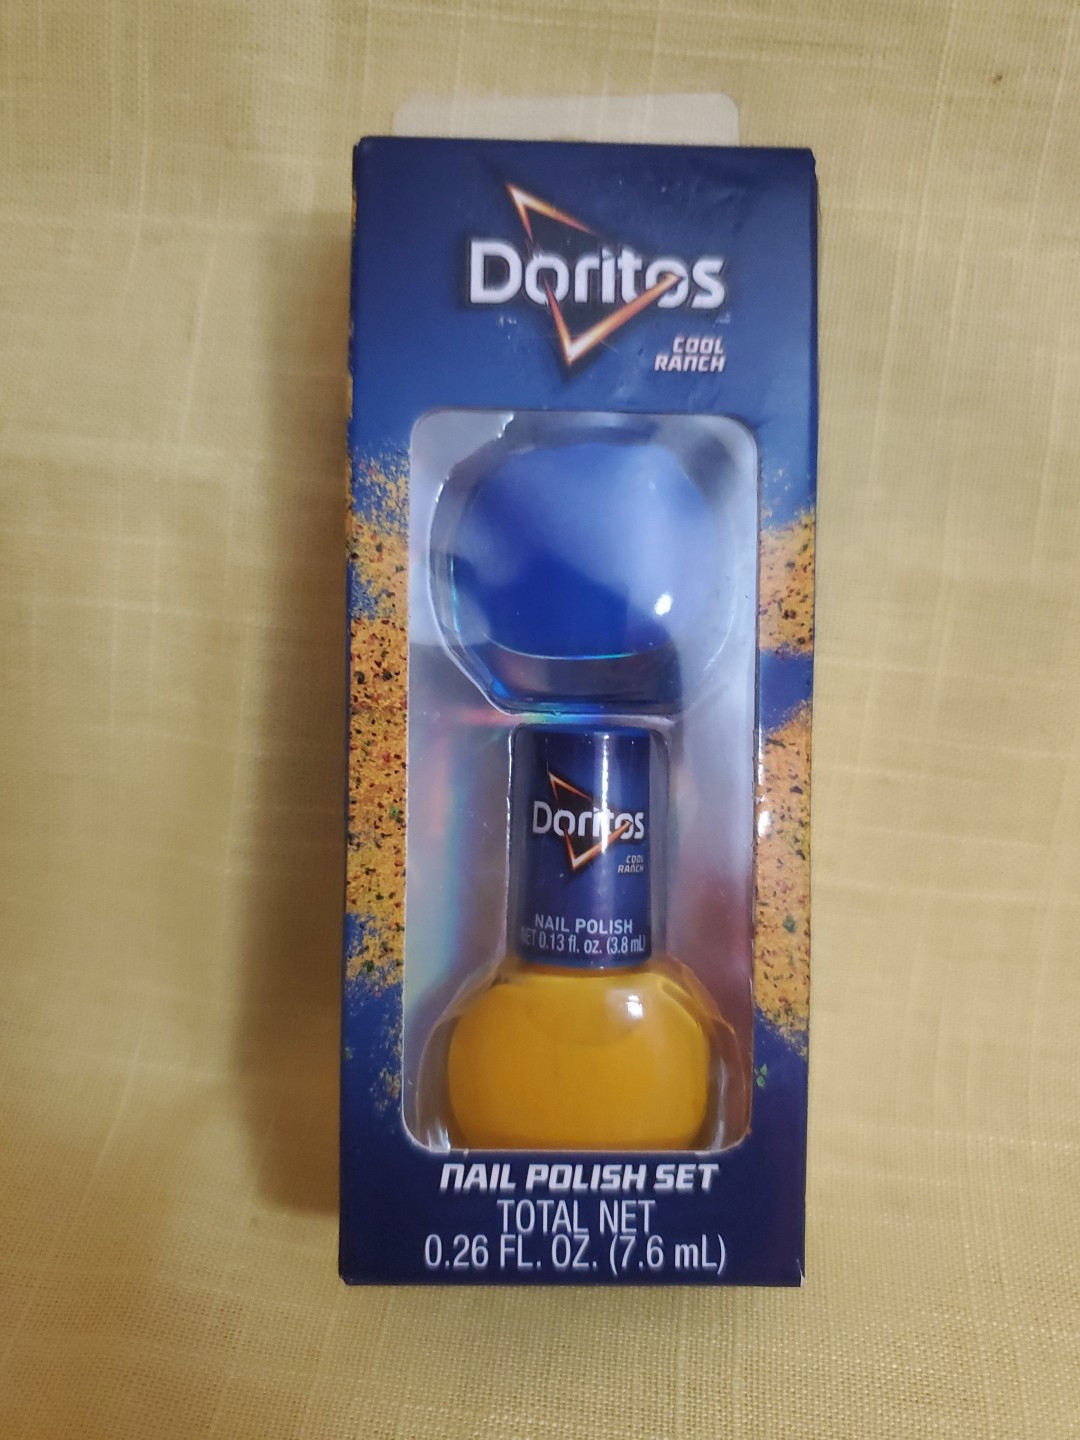 Doritos
COOL
RANCH
Doritos
COOL
RANCH
NAIL POLISH
NET 0.13 fl. oz. (3.8 mL)
NAIL POLISH SET
TOTAL NET
0.26 FL. OZ. (7.6 mL)